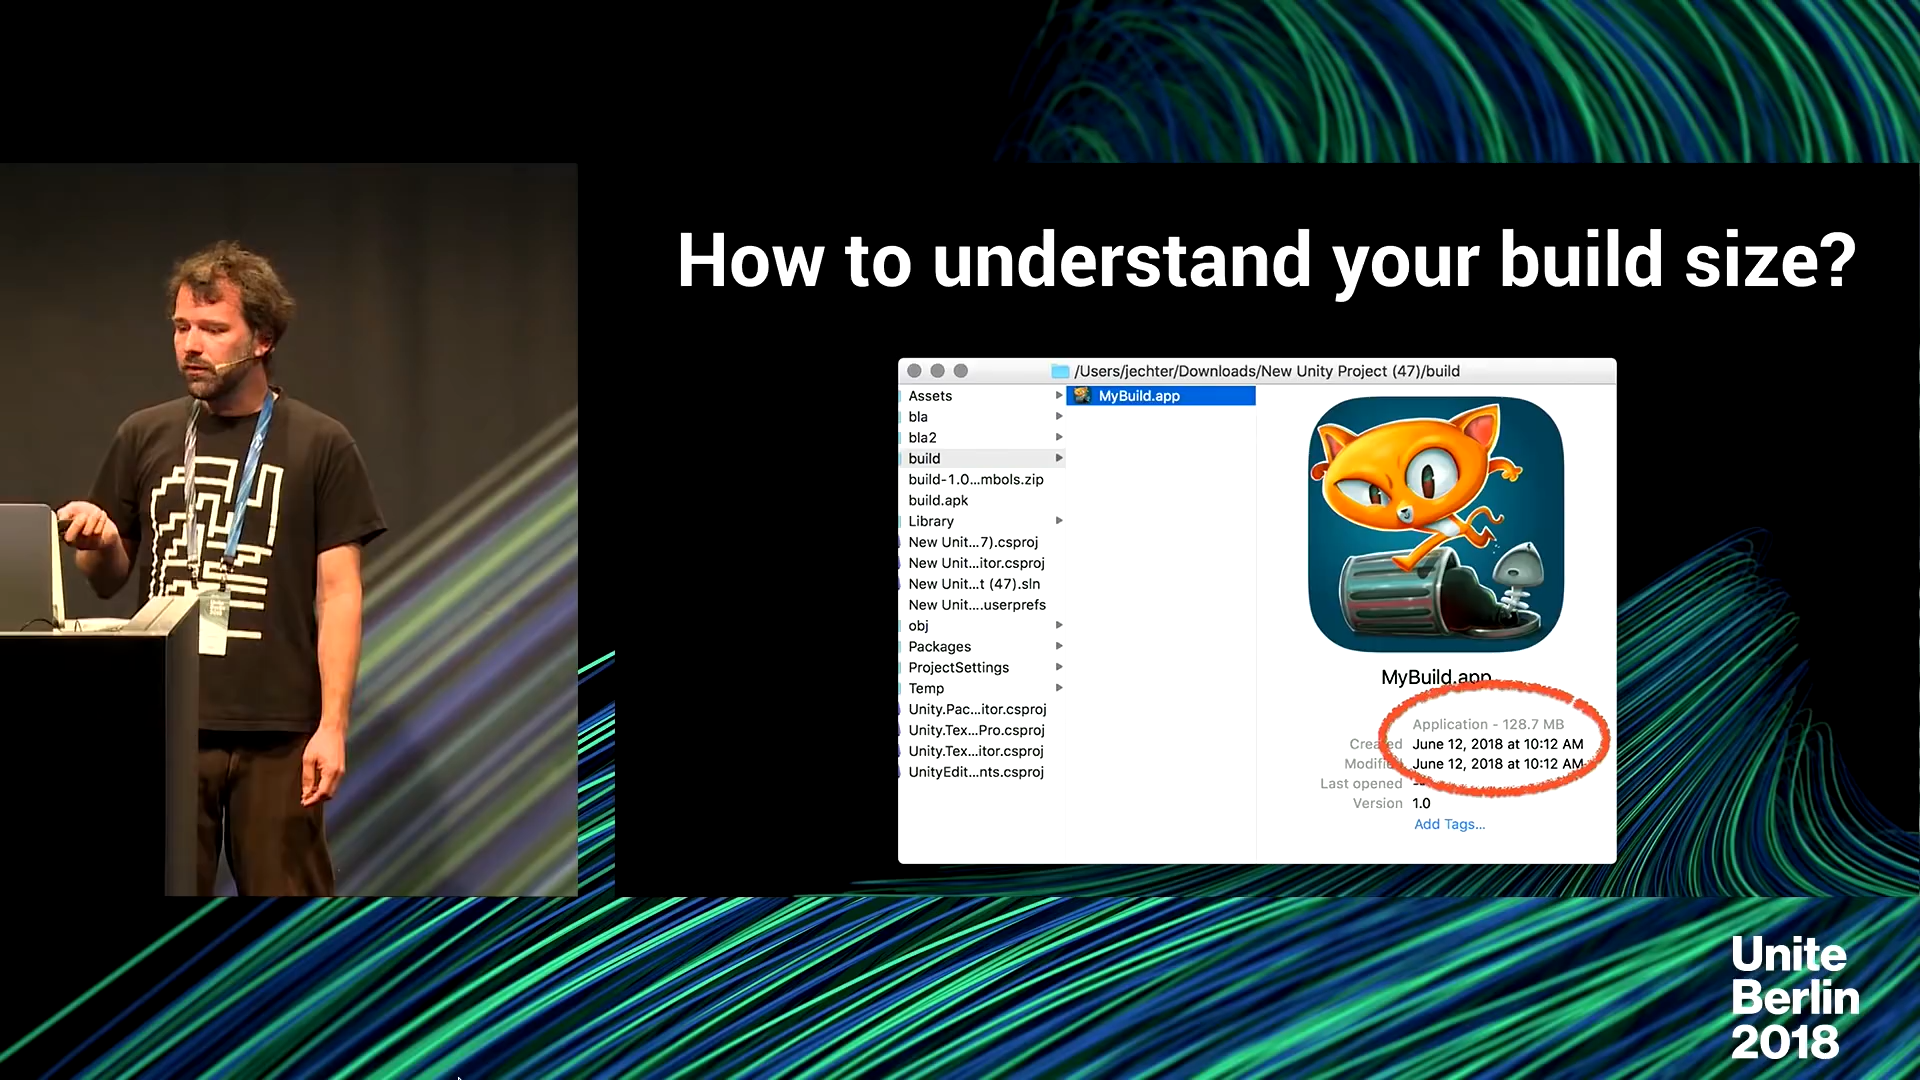 How to understand your build size?
/Users/jechter/Downloads/New Unity Project (47)/build
Assets
bla
bla2
build
build-1.0...mbols.zip
build.apk
Library
New Unit...7).csproj
New Unit...itor.csproj
New Unit...t (47).sln
New Unit....userprefs
obj
Packages
ProjectSettings
Temp
Unity.Pac...itor.csproj
Unity.Tex...Pro.csproj
Unity.Tex...itor.csproj
UnityEdit...nts.csproj
MyBuild.app
MyBuild.app
Application - 128.7 MB
Created June 12, 2018 at 10:12 AM
Modified June 12, 2018 at 10:12 AM
Last opened --
Version 1.0
Add Tags...
Unite
Berlin
2018